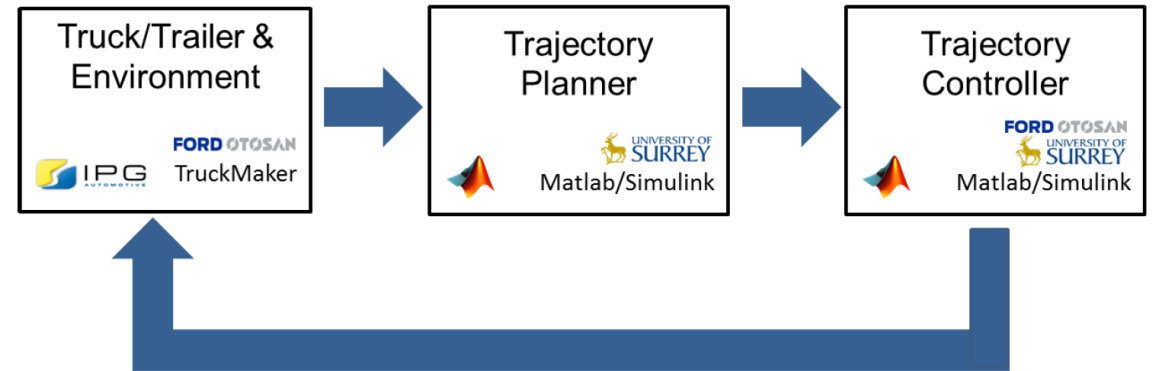 Truck/Trailer &
Environment
FORD OTOSAN
IPG
AUTOMOTIVE
TruckMaker
Trajectory
Planner
UNIVERSITY OF
SURREY
Matlab/Simulink
Trajectory
Controller
FORD OTOSAN
UNIVERSITY OF
SURREY
Matlab/Simulink